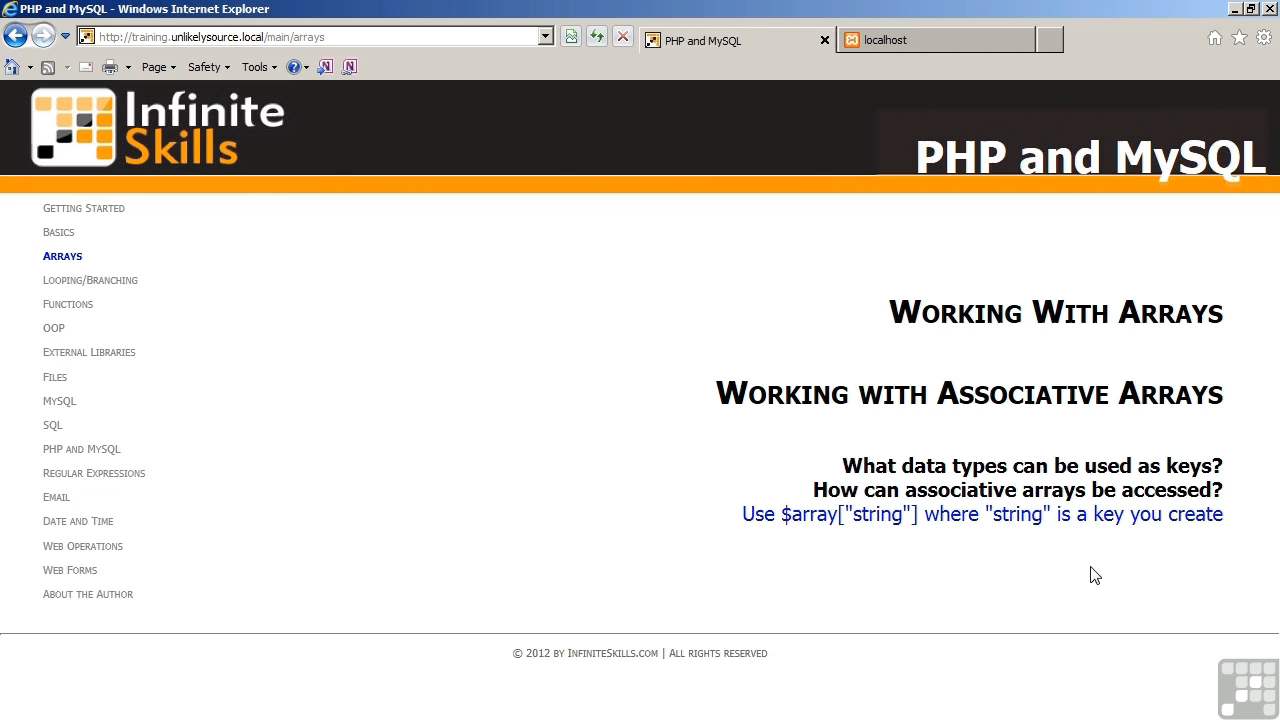 PHP and MySQL - Windows Internet Explorer
http://training.unlikelysource.local/main/arrays
PHP and MySQL
localhost
Page
Safety
Tools
Infinite
Skills
PHP and MySQL
GETTING STARTED
BASICS
ARRAYS
LOOPING/BRANCHING
FUNCTIONS
OOP
EXTERNAL LIBRARIES
FILES
MYSQL
SQL
PHP AND MYSQL
REGULAR EXPRESSIONS
EMAIL
DATE AND TIME
WEB OPERATIONS
WEB FORMS
ABOUT THE AUTHOR
WORKING WITH ARRAYS
WORKING WITH ASSOCIATIVE ARRAYS
What data types can be used as keys?
How can associative arrays be accessed?
Use $array["string"] where "string" is a key you create
© 2012 BY INFINITESKILLS.COM | ALL RIGHTS RESERVED